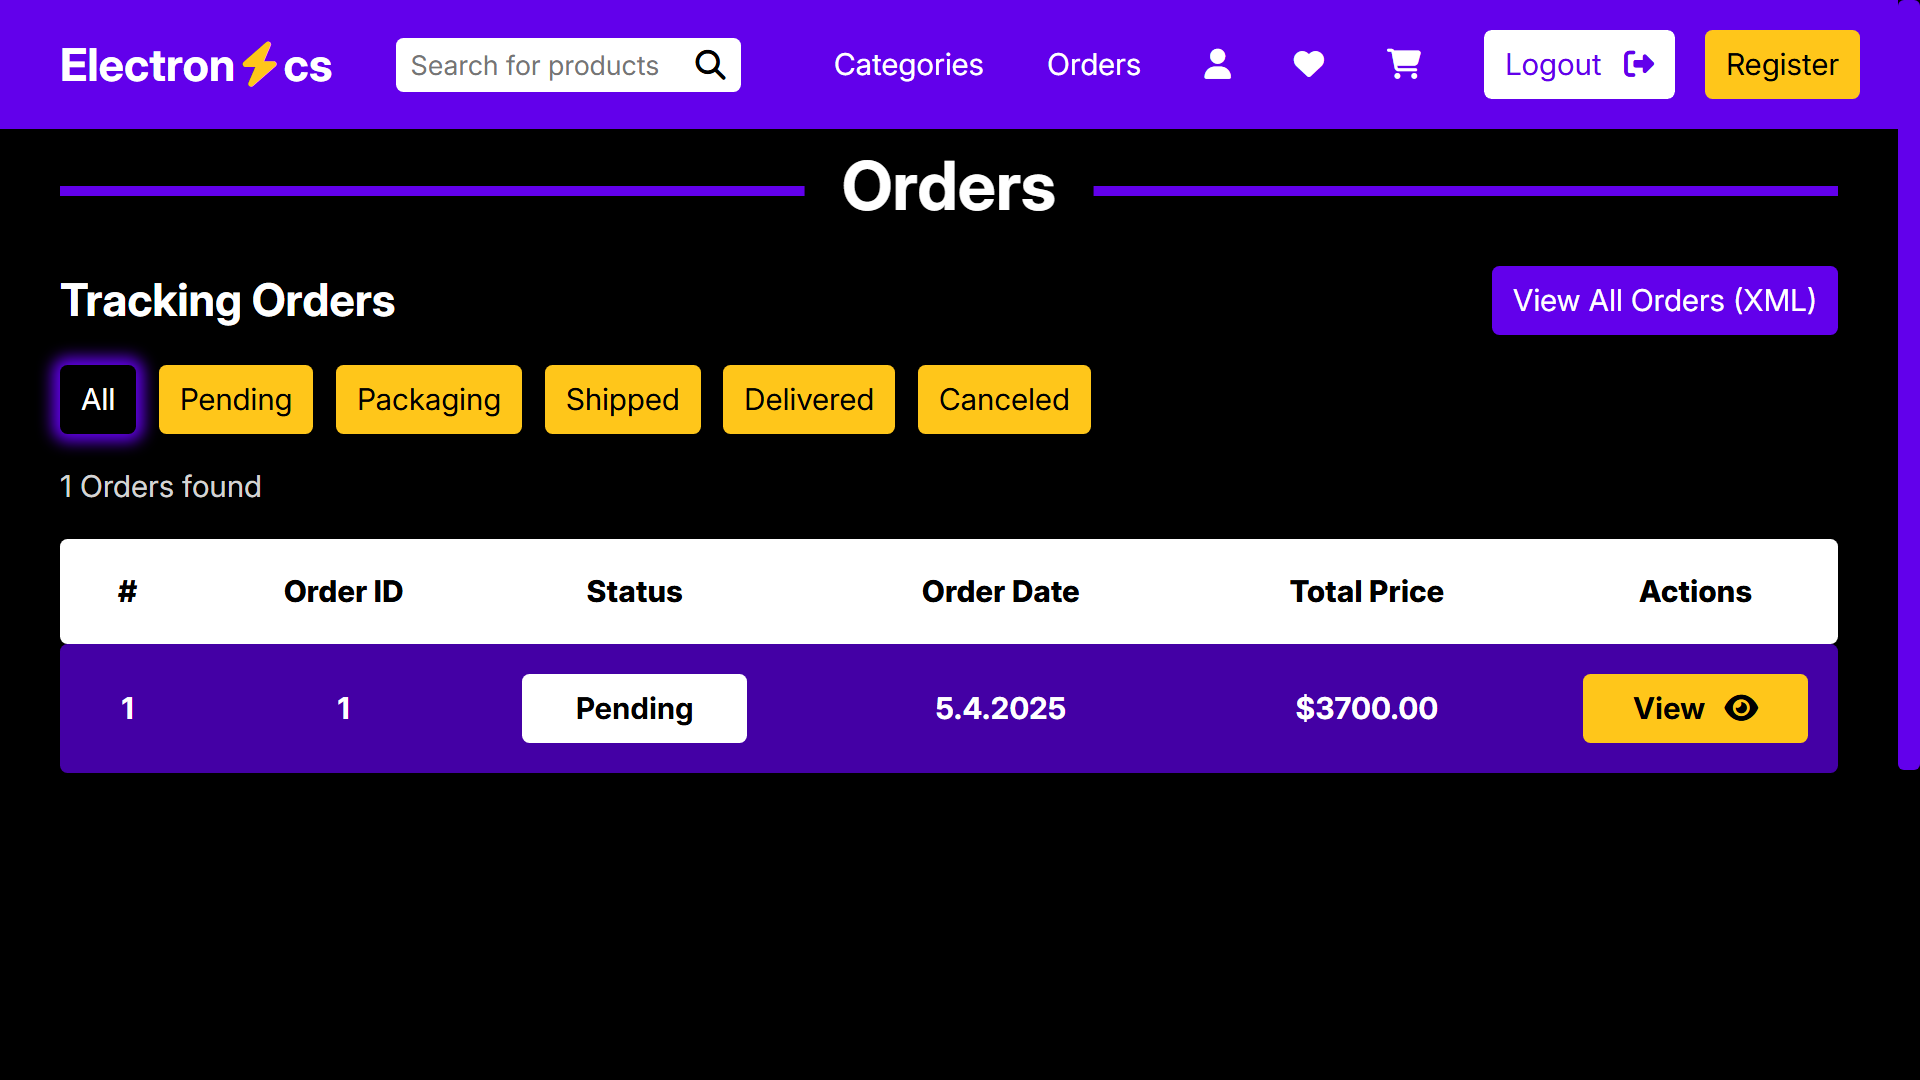 Electron⚡cs Search for products Categories Orders Logout Register
Orders
Tracking Orders View All Orders (XML)
All Pending Packaging Shipped Delivered Canceled
1 Orders found
# Order ID Status Order Date Total Price Actions
1 1 Pending 5.4.2025 $3700.00 View